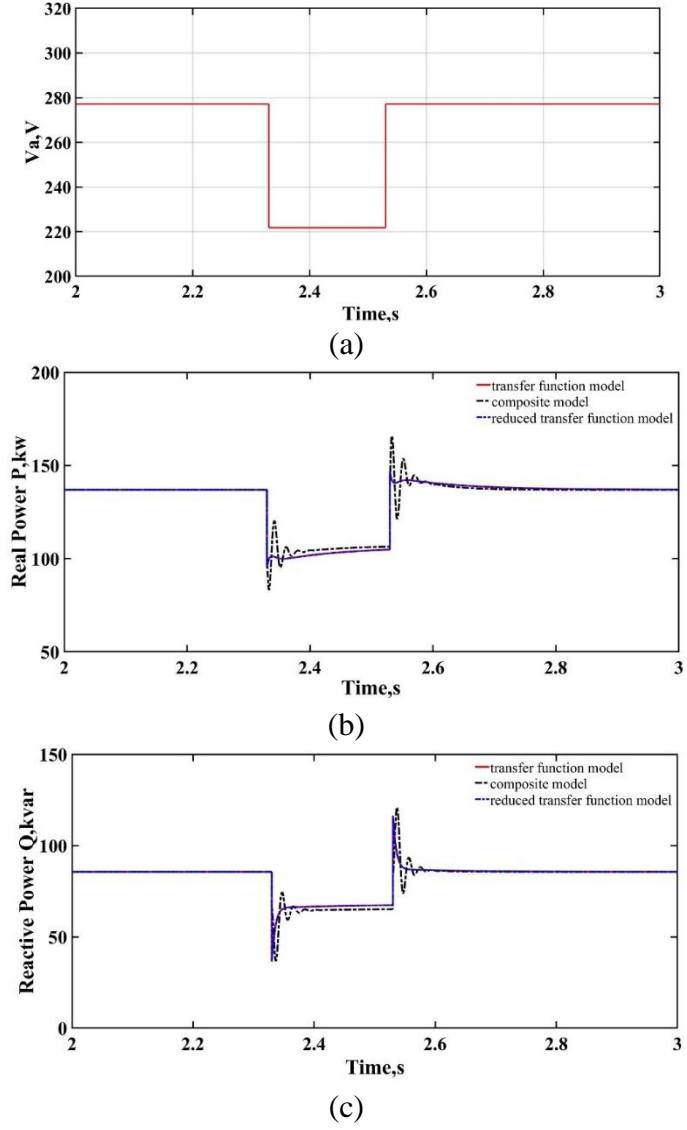 320
300
280
260
240
220
200
Va,V
2
2.2
2.4
2.6
2.8
3
Time,s
(a)
200
150
100
50
Real Power P,kw
transfer function model
composite model
reduced transfer function model
2
2.2
2.4
2.6
2.8
3
Time,s
(b)
150
100
50
0
Reactive Power Q,kvar
transfer function model
composite model
reduced transfer function model
2
2.2
2.4
2.6
2.8
3
Time,s
(c)